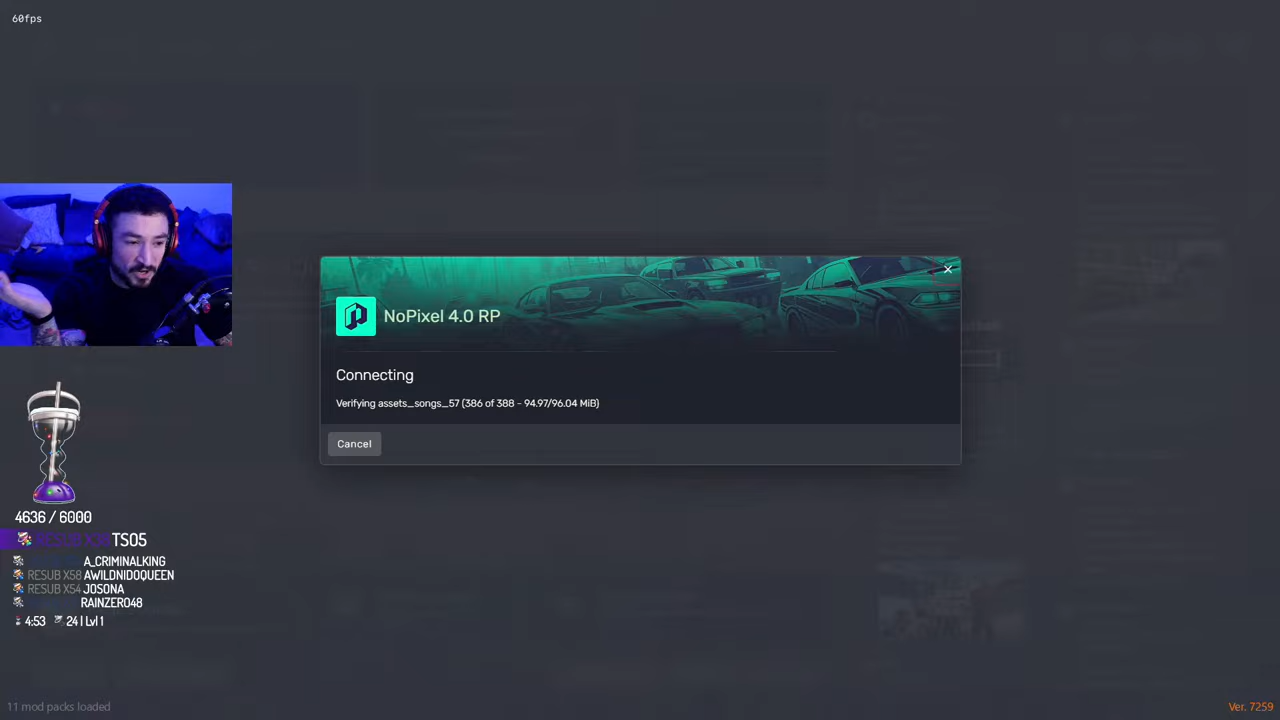 60fps
NoPixel 4.0 RP
Connecting
Verifying assets_songs_57 (386 of 388 - 94.97/96.04 MiB)
Cancel
4636 / 6000
TS05
A_CRIMINALKING
RESUB X58 AWILDNIDOQUEEN
RESUB X54 JOSONA
RAINZERO48
4:53 24 | Lvl 1
11 mod packs loaded
Ver. 7259